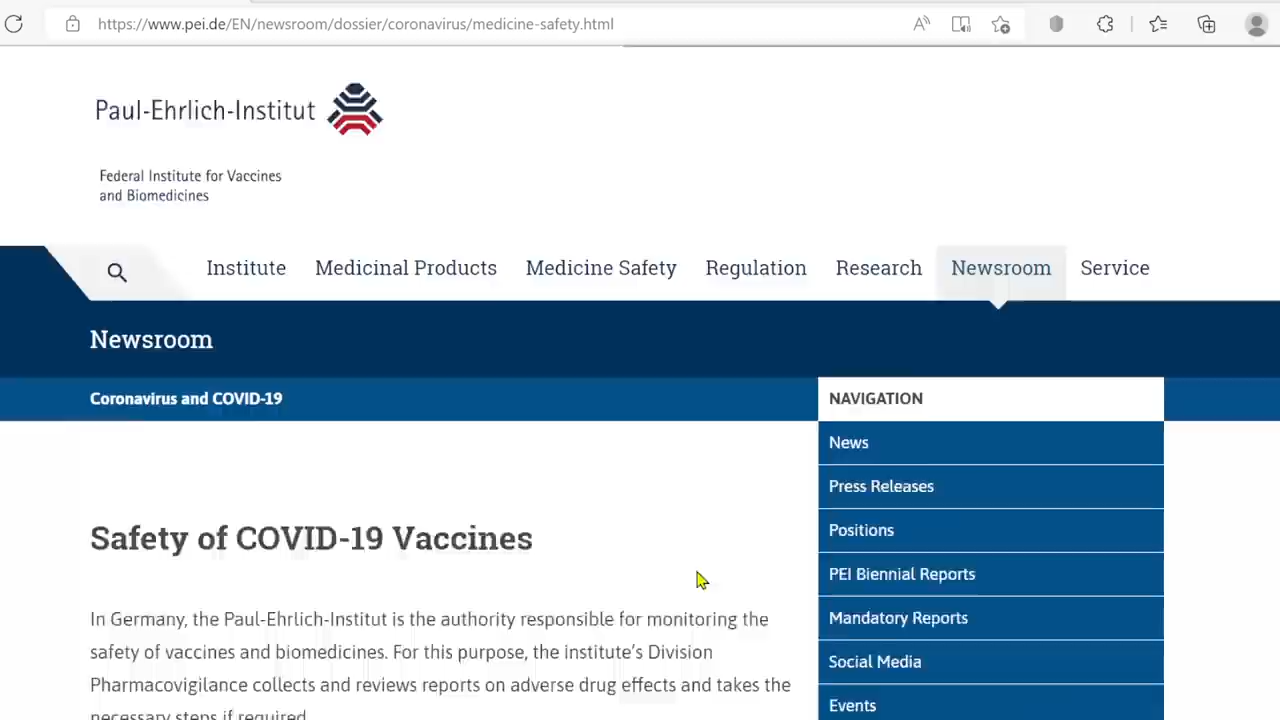 https://www.pei.de/EN/newsroom/dossier/coronavirus/medicine-safety.html
Paul-Ehrlich-Institut
Federal Institute for Vaccines
and Biomedicines
Institute Medicinal Products Medicine Safety Regulation Research Newsroom Service
Newsroom
Coronavirus and COVID-19
NAVIGATION
News
Press Releases
Positions
PEI Biennial Reports
Mandatory Reports
Social Media
Events
Safety of COVID-19 Vaccines
In Germany, the Paul-Ehrlich-Institut is the authority responsible for monitoring the
safety of vaccines and biomedicines. For this purpose, the institute's Division
Pharmacovigilance collects and reviews reports on adverse drug effects and takes the
necessary steps if required.